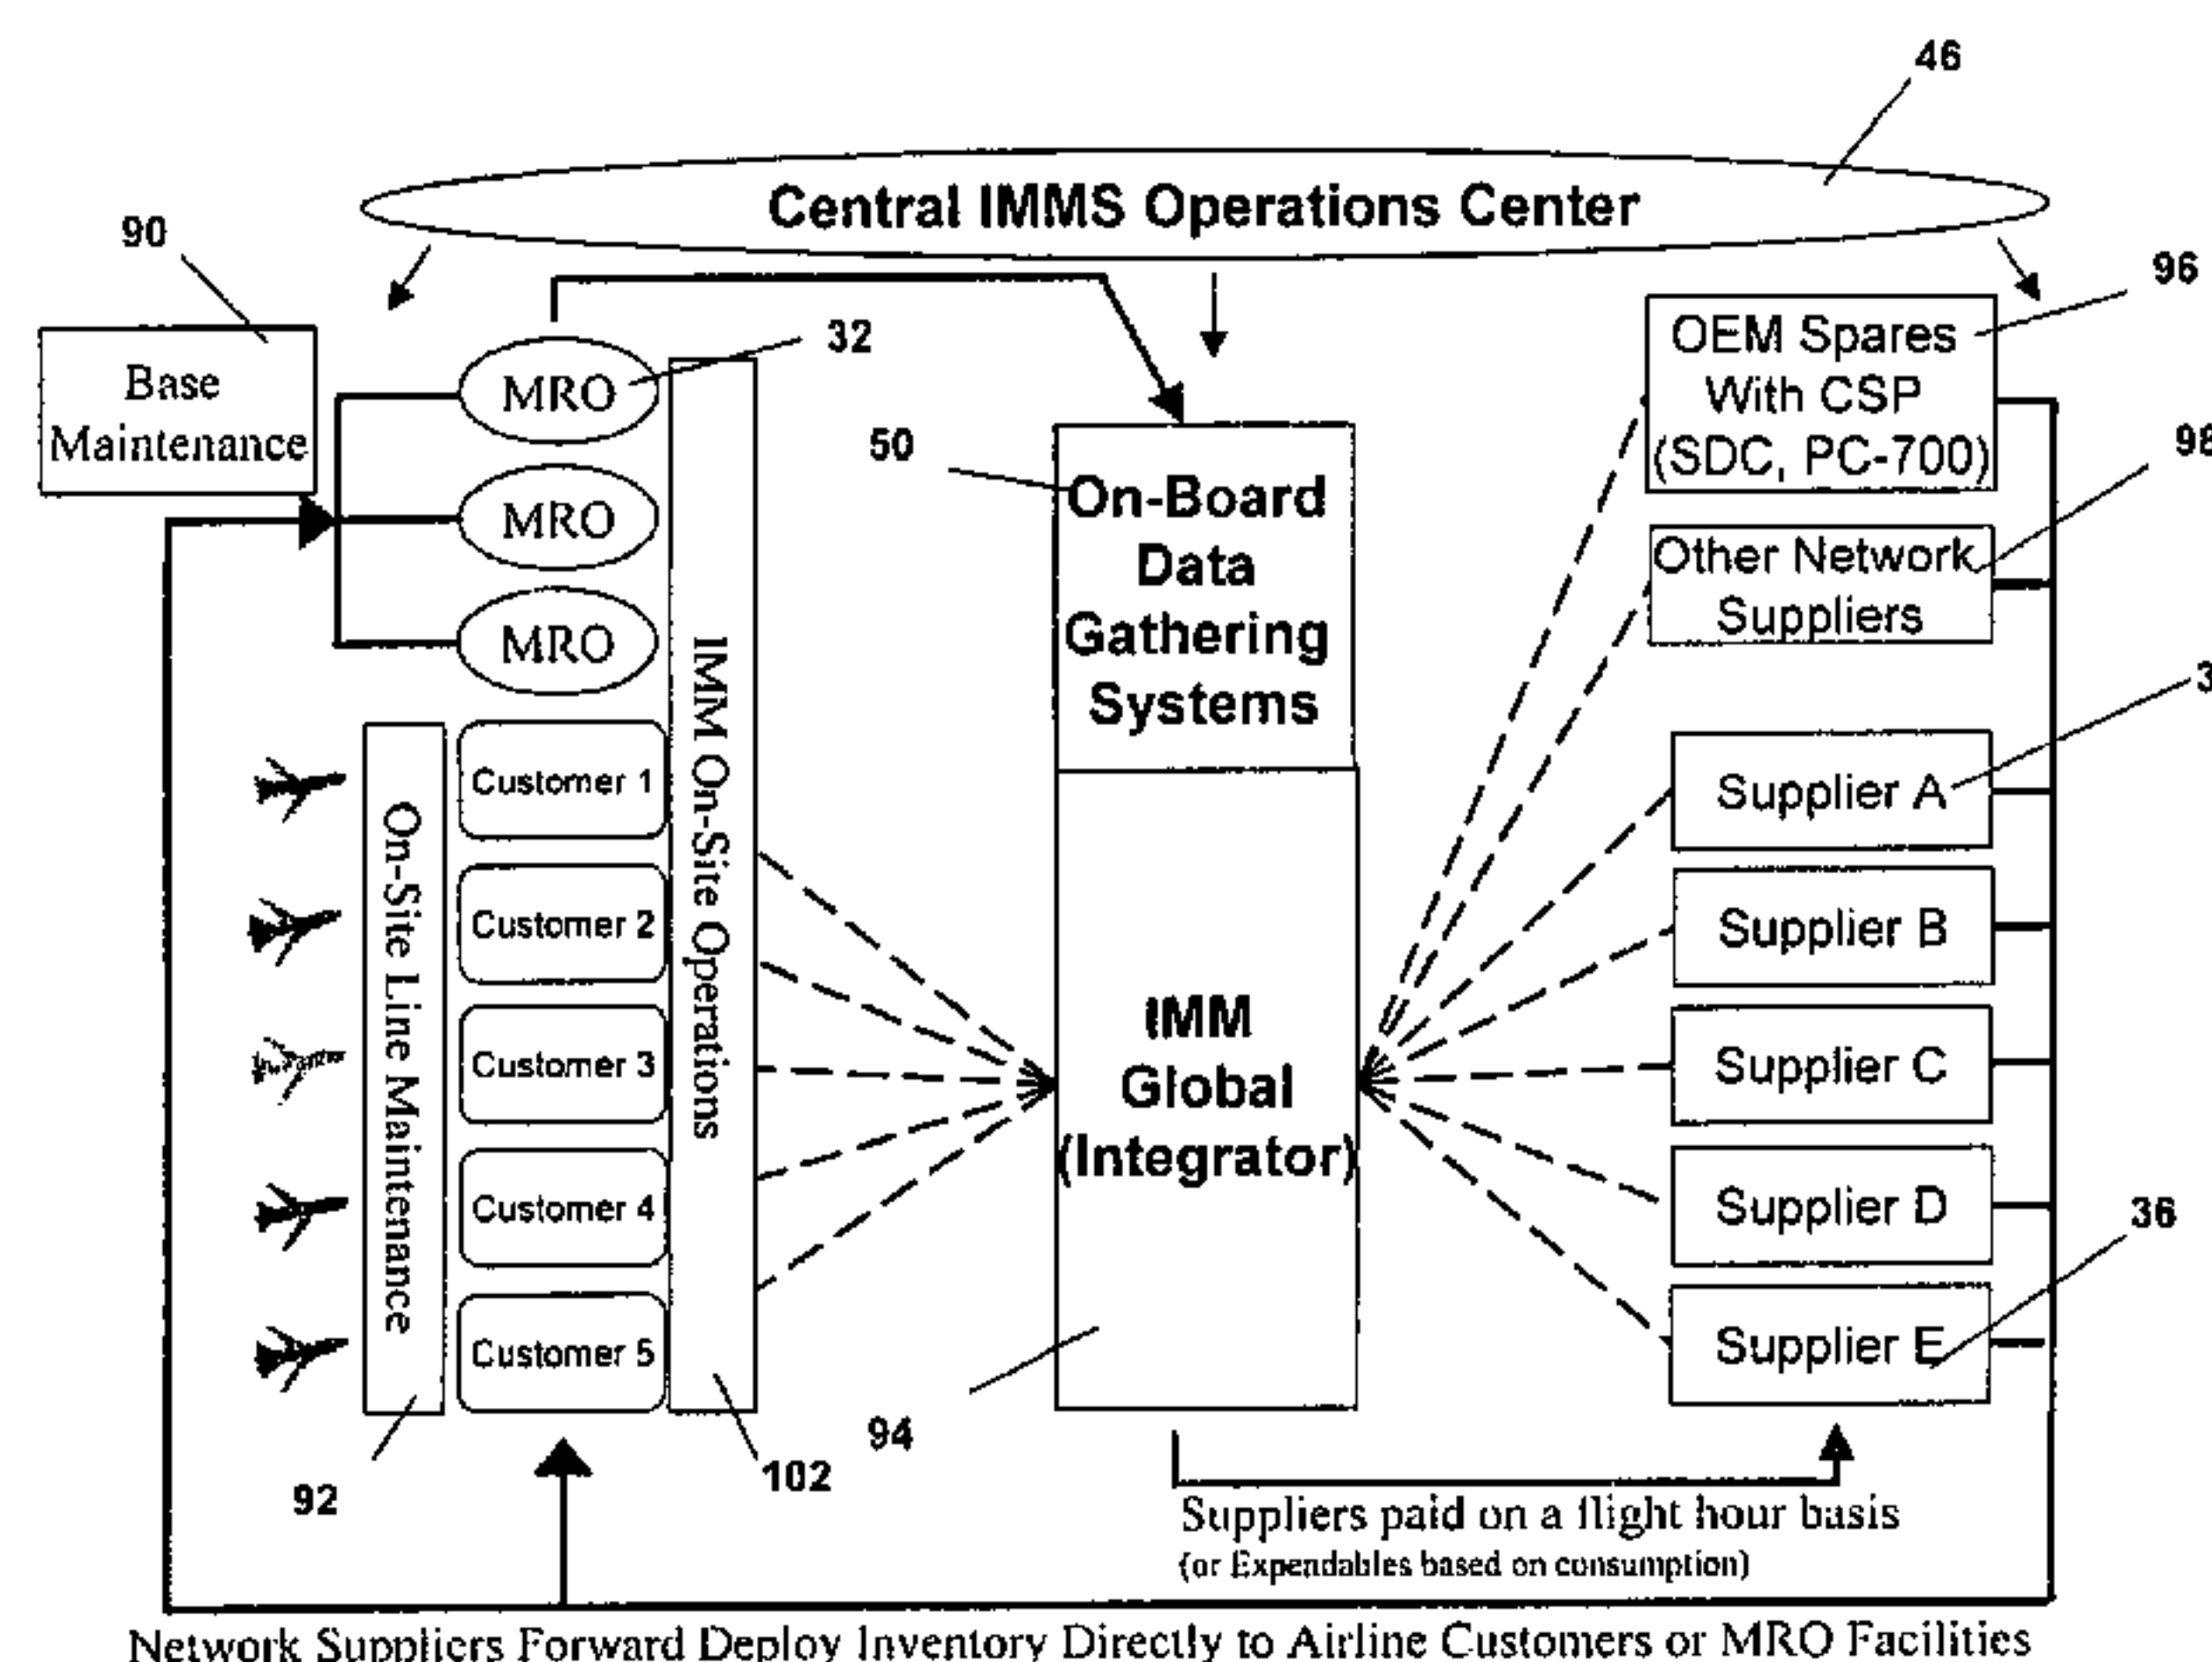 46
Central IMMS Operations Center
90
96
Base
Maintenance
32
MRO
MRO
MRO
OEM Spares
With CSP
(SDC, PC-700)
98
50
On-Board
Data
Gathering
Systems
Other Network
Suppliers
IMM On-Site Operations
On-Site Line Maintenance
Customer 1
Customer 2
Customer 3
Customer 4
Customer 5
IMM
Global
(Integrator)
Supplier A
Supplier B
Supplier C
Supplier D
Supplier E
36
94
102
92
Suppliers paid on a flight hour basis
(or Expendables based on consumption)
Network Suppliers Forward Deploy Inventory Directly to Airline Customers or MRO Facilities